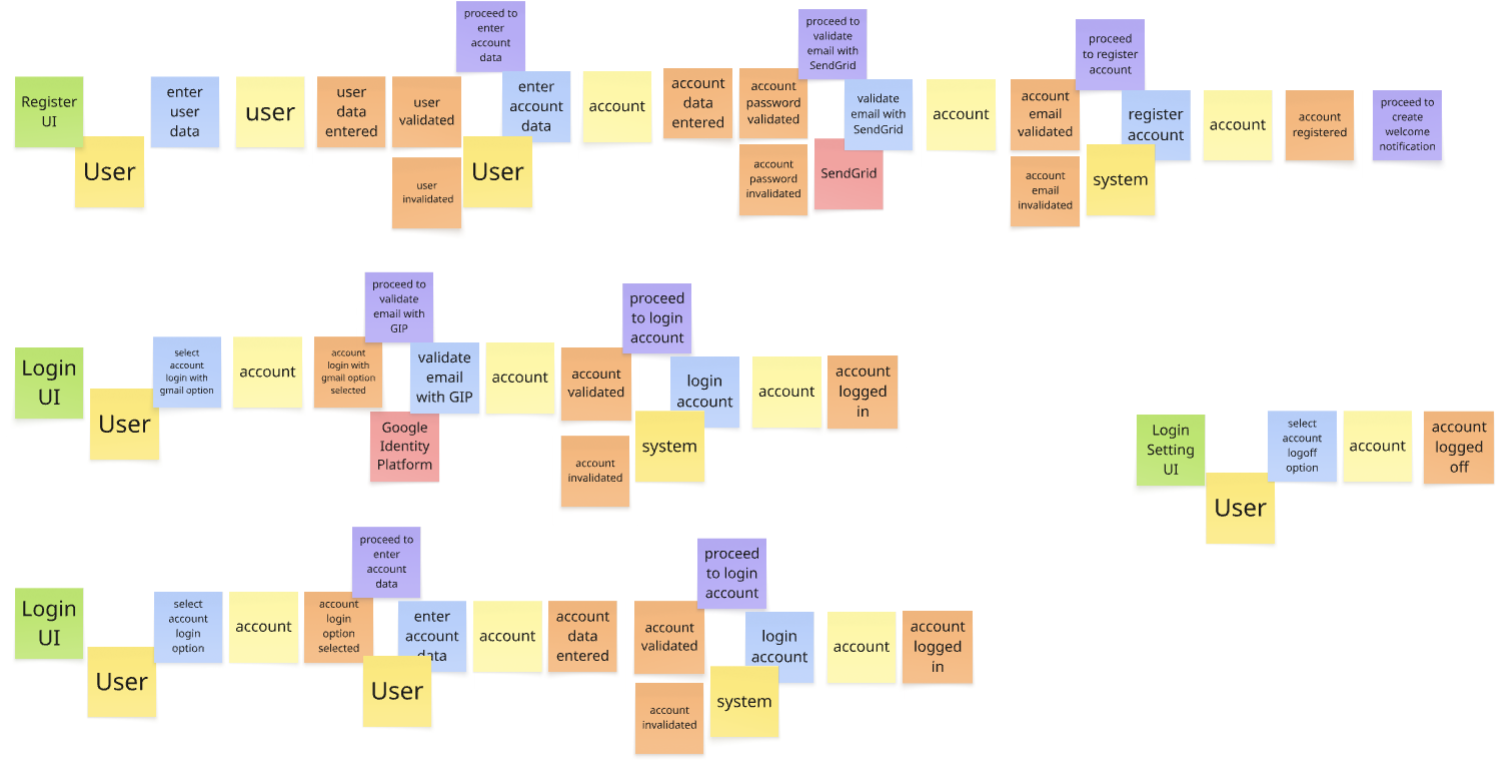 proceed to
enter
account
data
proceed to
validate
email with
SendGrid
proceed
to register
account
Register
UI
enter
user
data
user
user
data
entered
user
validated
enter
account
data
account
account
data
entered
account
password
validated
validate
email with
SendGrid
account
account
email
validated
register
account
account
account
registered
proceed to
create
welcome
notification
User
user
invalidated
User
account
password
invalidated
SendGrid
account
email
invalidated
system
proceed to
validate
email with
GIP
proceed
to login
account
Login
UI
select
account
login with
gmail option
account
account
login with
gmail option
selected
validate
email
with GIP
account
account
validated
login
account
account
account
logged
in
User
Google
Identity
Platform
account
invalidated
system
Login
Setting
UI
select
account
logoff
option
account
account
logged
off
User
proceed to
enter
account
data
proceed
to login
account
Login
UI
select
account
login
option
account
account
login
option
selected
enter
account
data
account
account
data
entered
account
validated
login
account
account
account
logged
in
User
User
account
invalidated
system